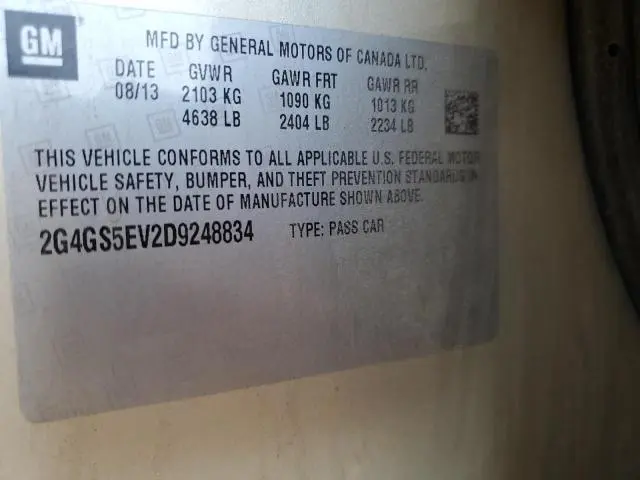 GM
MFD BY GENERAL MOTORS OF CANADA LTD.
DATE GVWR GAWR FRT GAWR RR
08/13 2103 KG 1090 KG 1013 KG
4638 LB 2404 LB 2234 LB
THIS VEHICLE CONFORMS TO ALL APPLICABLE U.S. FEDERAL MOTOR
VEHICLE SAFETY, BUMPER, AND THEFT PREVENTION STANDARDS IN
EFFECT ON THE DATE OF MANUFACTURE SHOWN ABOVE.
2G4GS5EV2D9248834 TYPE: PASS CAR